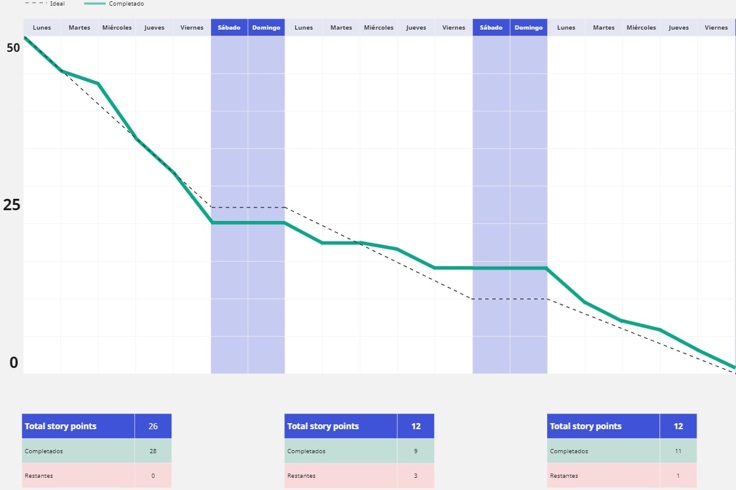 Ideal Completado
Lunes Martes Miércoles Jueves Viernes Sábado Domingo Lunes Martes Miércoles Jueves Viernes Sábado Domingo Lunes Martes Miércoles Jueves Viernes
50
25
0
Total story points 26
Completados 28
Restantes 0
Total story points 12
Completados 9
Restantes 3
Total story points 12
Completados 11
Restantes 1